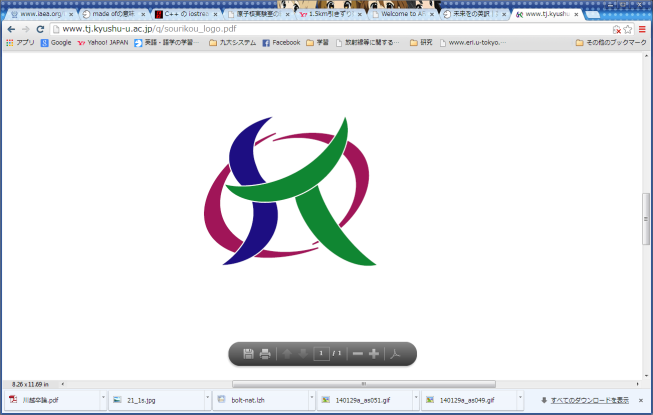 www.iaea.org/ made ofの意味 C++ の iostrea 原子核実験室の 1.5km引きずり Welcome to A 未来をの英訳 | www.tj.kyushu
www.tj.kyushu-u.ac.jp/q/sourikou_logo.pdf
アプリ Google Yahoo! JAPAN 英語・語学の学習… 九大システム Facebook 学習 放射線等に関する… 研究 www.eri.u-tokyo.… その他のブックマーク
1 / 1
8.26 x 11.69 in
川越卒論.pdf 21_1s.jpg bolt-nat.lzh 140129a_as051.gif 140129a_as049.gif すべてのダウンロードを表示